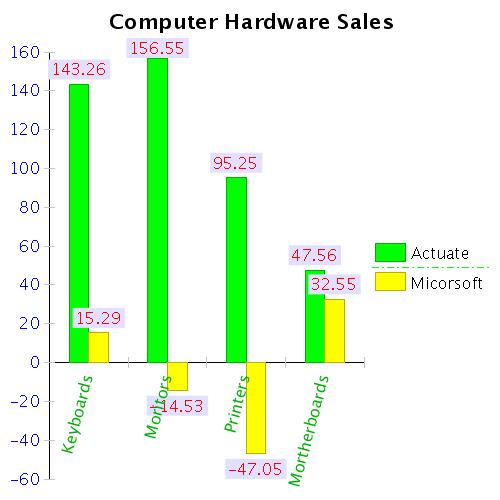 Computer Hardware Sales
160
140
120
100
80
60
40
20
0
−20
−40
−60
143.26
156.55
95.25
47.56
15.29
−14.53
−47.05
32.55
Keyboards
Monitors
Printers
Mortherboards
Actuate
Micorsoft